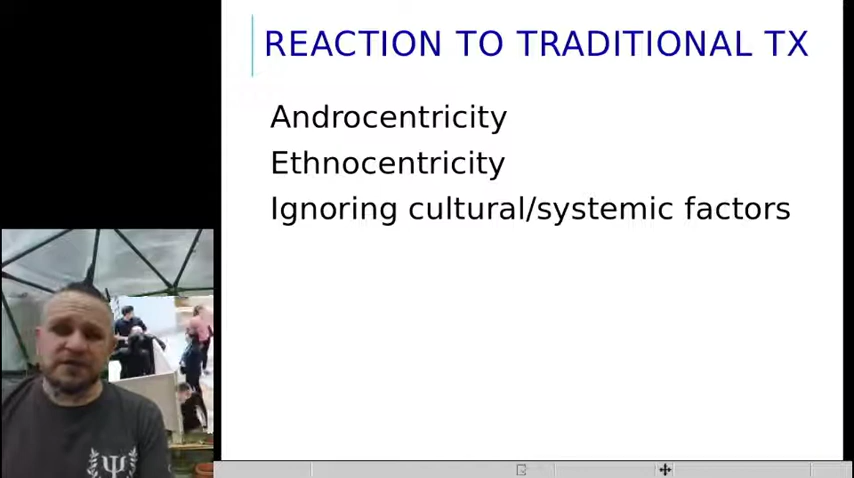 REACTION TO TRADITIONAL TX
Androcentricity
Ethnocentricity
Ignoring cultural/systemic factors
Ψ